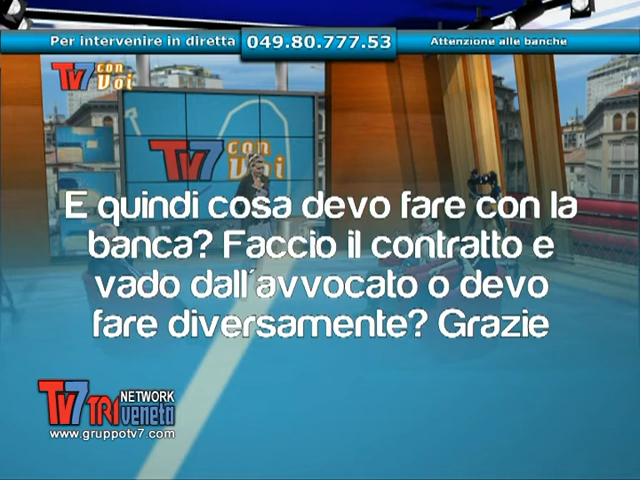 Per intervenire in diretta 049.80.777.53 Attenzione alle banche
TV7 con Voi
TV7 con Voi
E quindi cosa devo fare con la
banca? Faccio il contratto e
vado dall'avvocato o devo
fare diversamente? Grazie
TV7 TRIveneta NETWORK
www.gruppotv7.com